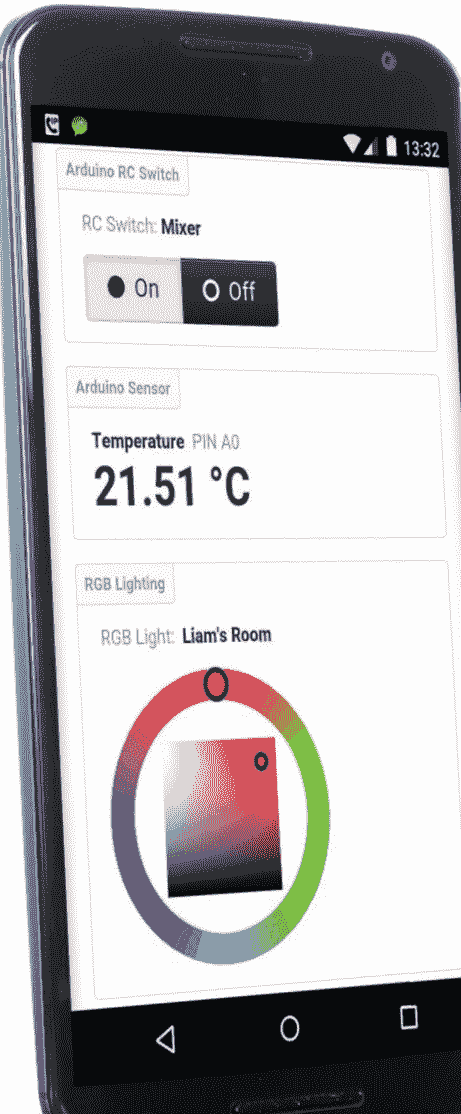 13:32
Arduino RC Switch
RC Switch: Mixer
On Off
Arduino Sensor
Temperature PIN A0
21.51 °C
RGB Lighting
RGB Light: Liam's Room